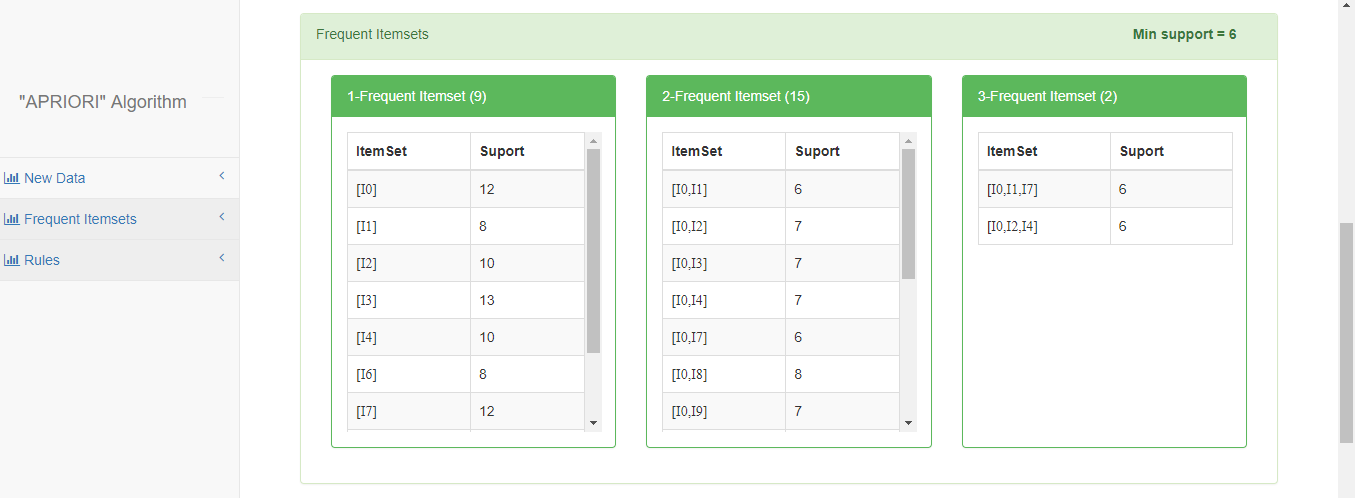 "APRIORI" Algorithm
New Data
Frequent Itemsets
Rules
Frequent Itemsets Min support = 6
1-Frequent Itemset (9)
ItemSet Suport
[I0] 12
[I1] 8
[I2] 10
[I3] 13
[I4] 10
[I6] 8
[I7] 12
2-Frequent Itemset (15)
ItemSet Suport
[I0,I1] 6
[I0,I2] 7
[I0,I3] 7
[I0,I4] 7
[I0,I7] 6
[I0,I8] 8
[I0,I9] 7
3-Frequent Itemset (2)
ItemSet Suport
[I0,I1,I7] 6
[I0,I2,I4] 6